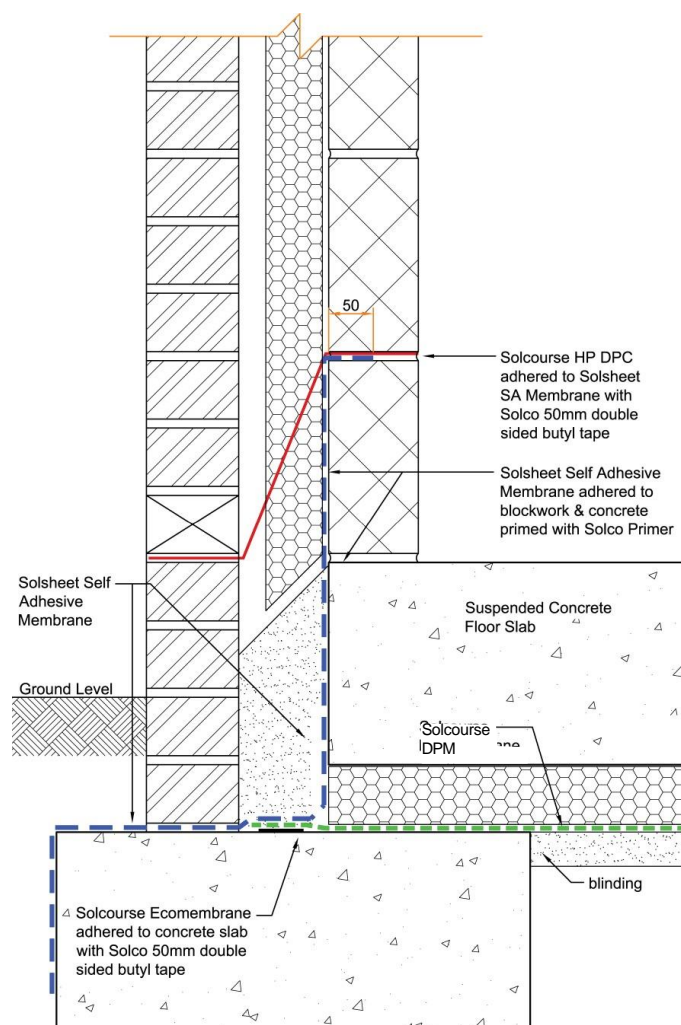 50
Solcourse HP DPC
adhered to Solsheet
SA Membrane with
Solco 50mm double
sided butyl tape
Solsheet Self Adhesive
Membrane adhered to
blockwork & concrete
primed with Solco Primer
Solsheet Self
Adhesive
Membrane
Suspended Concrete
Floor Slab
Ground Level
Solcourse
DPM
blinding
Solcourse Ecomembrane
adhered to concrete slab
with Solco 50mm double
sided butyl tape